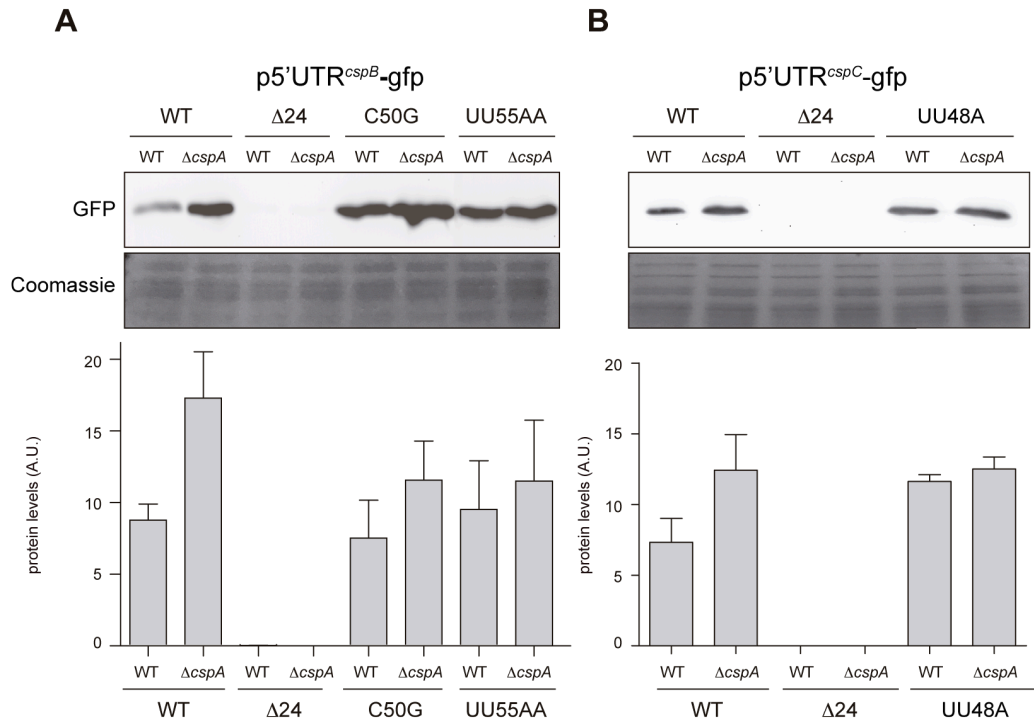 A
p5'UTRcspB-gfp
WT Δ24 C50G UU55AA
WT ΔcspA WT ΔcspA WT ΔcspA WT ΔcspA
GFP
Coomassie
protein levels (A.U.)
20
15
10
5
0
WT ΔcspA WT ΔcspA WT ΔcspA WT ΔcspA
WT Δ24 C50G UU55AA
B
p5'UTRcspC-gfp
WT Δ24 UU48A
WT ΔcspA WT ΔcspA WT ΔcspA
protein levels (A.U.)
20
15
10
5
0
WT ΔcspA WT ΔcspA WT ΔcspA
WT Δ24 UU48A